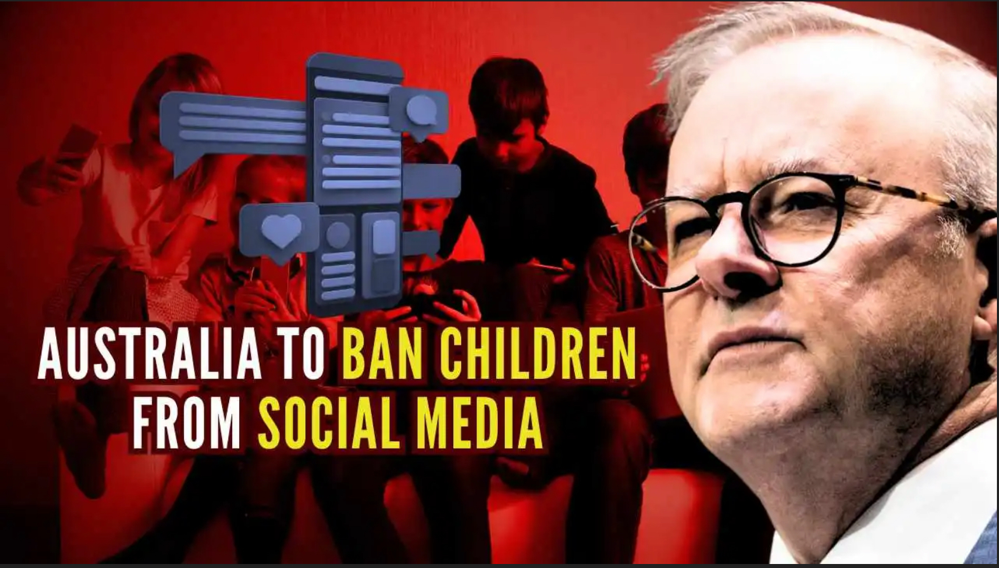 AUSTRALIA TO BAN CHILDREN
FROM SOCIAL MEDIA